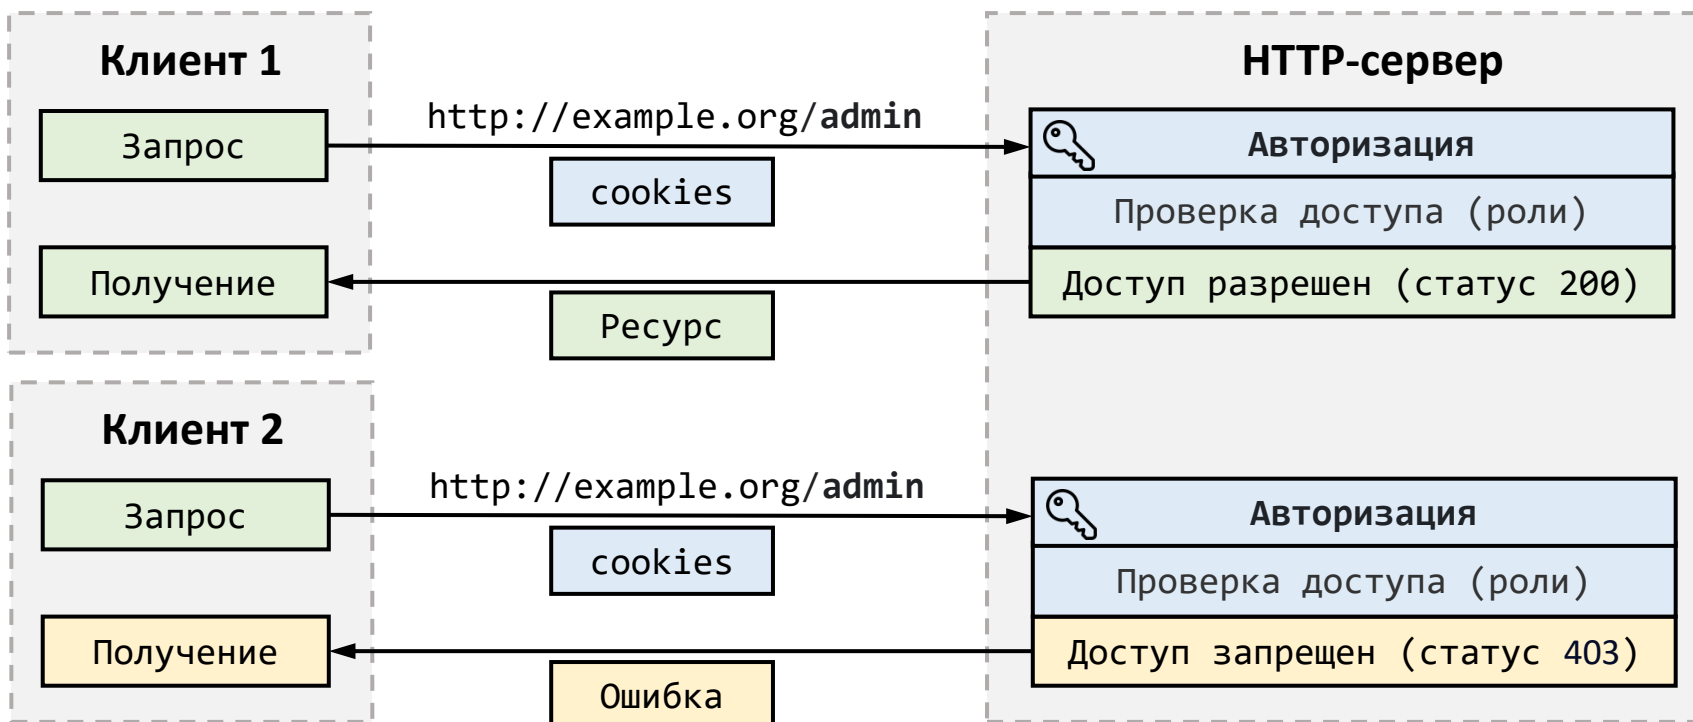 Клиент 1
HTTP-сервер
http://example.org/admin
Запрос
Авторизация
cookies
Проверка доступа (роли)
Получение
Доступ разрешен (статус 200)
Ресурс
Клиент 2
http://example.org/admin
Запрос
Авторизация
cookies
Проверка доступа (роли)
Получение
Доступ запрещен (статус 403)
Ошибка